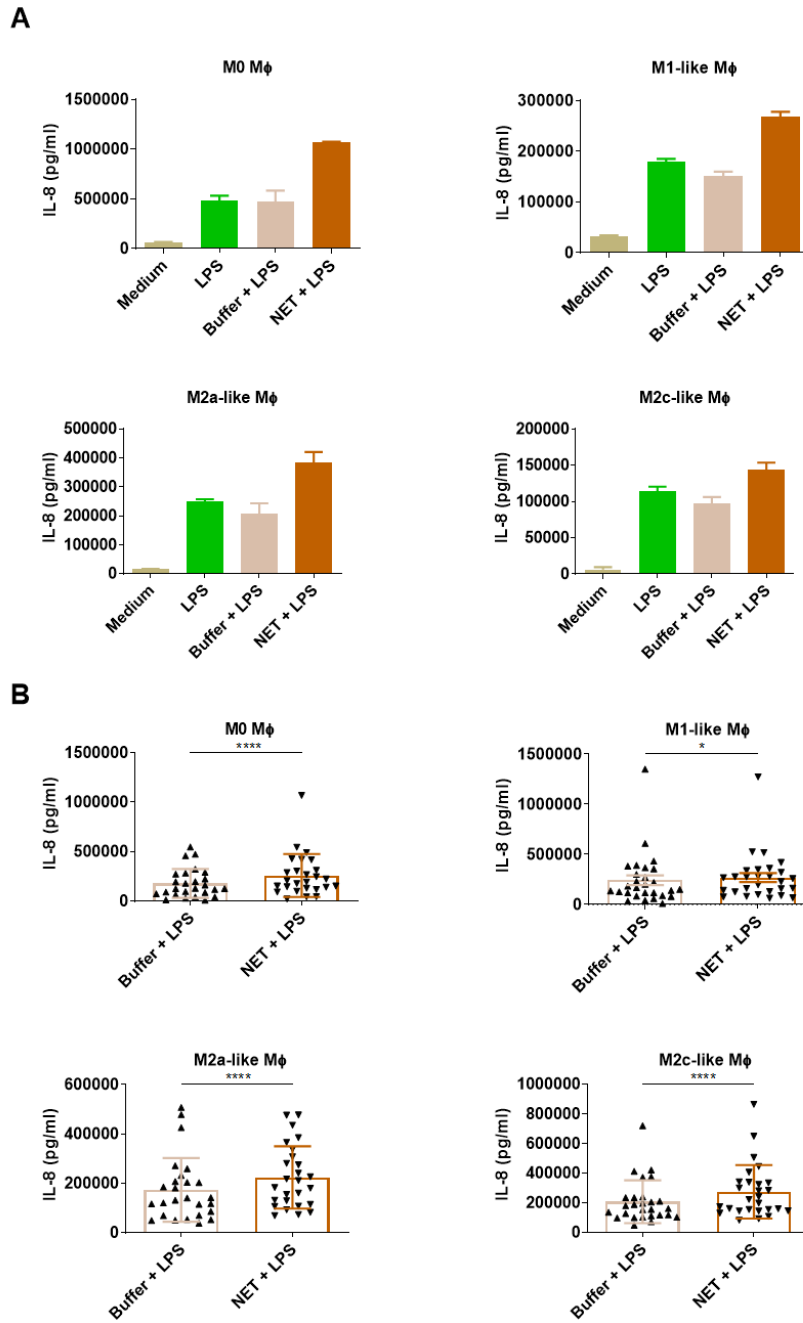 A
M0 Mϕ
IL-8 (pg/ml)
1500000
1000000
500000
0
Medium
LPS
Buffer + LPS
NET + LPS
M1-like Mϕ
IL-8 (pg/ml)
300000
200000
100000
0
Medium
LPS
Buffer + LPS
NET + LPS
M2a-like Mϕ
IL-8 (pg/ml)
500000
400000
300000
200000
100000
0
Medium
LPS
Buffer + LPS
NET + LPS
M2c-like Mϕ
IL-8 (pg/ml)
200000
150000
100000
50000
0
Medium
LPS
Buffer + LPS
NET + LPS
B
M0 Mϕ
****
IL-8 (pg/ml)
1500000
1000000
500000
0
Buffer + LPS
NET + LPS
M1-like Mϕ
*
IL-8 (pg/ml)
1500000
1000000
500000
0
Buffer + LPS
NET + LPS
M2a-like Mϕ
****
IL-8 (pg/ml)
600000
400000
200000
0
Buffer + LPS
NET + LPS
M2c-like Mϕ
****
IL-8 (pg/ml)
1000000
800000
600000
400000
200000
0
Buffer + LPS
NET + LPS